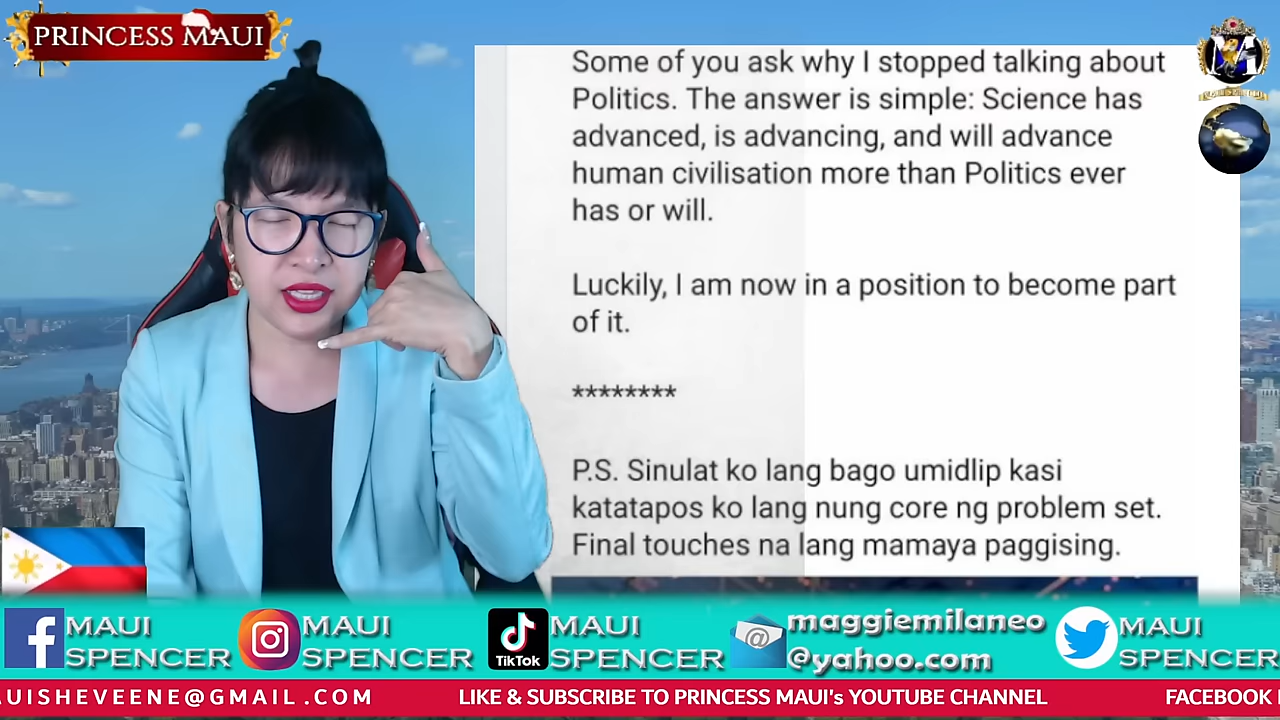 PRINCESS MAUI
Some of you ask why I stopped talking about
Politics. The answer is simple: Science has
advanced, is advancing, and will advance
human civilisation more than Politics ever
has or will.
Luckily, I am now in a position to become part
of it.
********
P.S. Sinulat ko lang bago umidlip kasi
katatapos ko lang nung core ng problem set.
Final touches na lang mamaya paggising.
MAUI
SPENCER
MAUI
SPENCER
TikTok
MAUI
SPENCER
maggiemilaneo
@yahoo.com
MAUI
SPENCER
UISHEVEENE@GMAIL.COM LIKE & SUBSCRIBE TO PRINCESS MAUI's YOUTUBE CHANNEL FACEBOOK